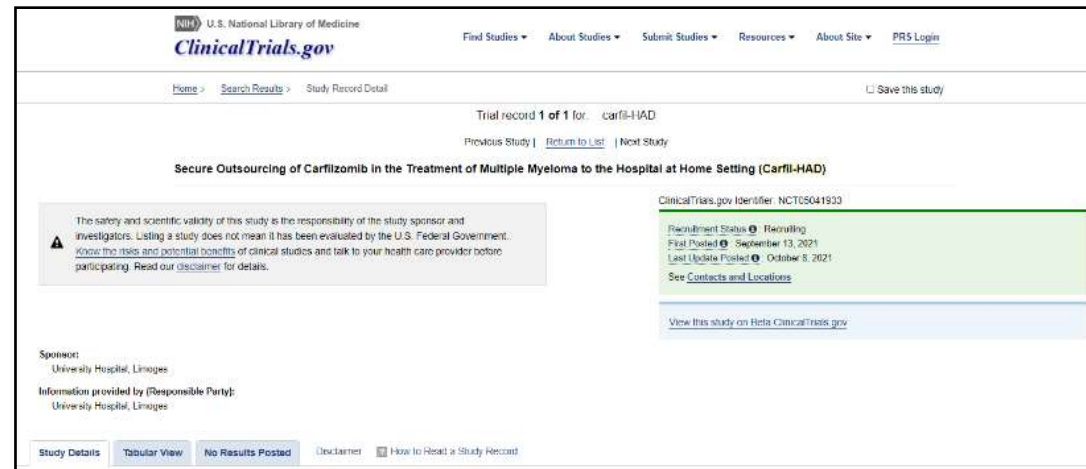 NIH U.S. National Library of Medicine
ClinicalTrials.gov
Find Studies ▾ About Studies ▾ Submit Studies ▾ Resources ▾ About Site ▾ PRS Login
Home > Search Results > Study Record Detail
Save this study
Trial record 1 of 1 for: carfil-HAD
Previous Study | Return to List | Next Study
Secure Outsourcing of Carfilzomib in the Treatment of Multiple Myeloma to the Hospital at Home Setting (Carfil-HAD)
The safety and scientific validity of this study is the responsibility of the study sponsor and
investigators. Listing a study does not mean it has been evaluated by the U.S. Federal Government.
Know the risks and potential benefits of clinical studies and talk to your health care provider before
participating. Read our disclaimer for details.
ClinicalTrials.gov Identifier: NCT05041933
Recruitment Status : Recruiting
First Posted : September 13, 2021
Last Update Posted : October 8, 2021
See Contacts and Locations
View this study on Beta.ClinicalTrials.gov
Sponsor:
University Hospital, Limoges
Information provided by (Responsible Party):
University Hospital, Limoges
Study Details Tabular View No Results Posted Disclaimer How to Read a Study Record